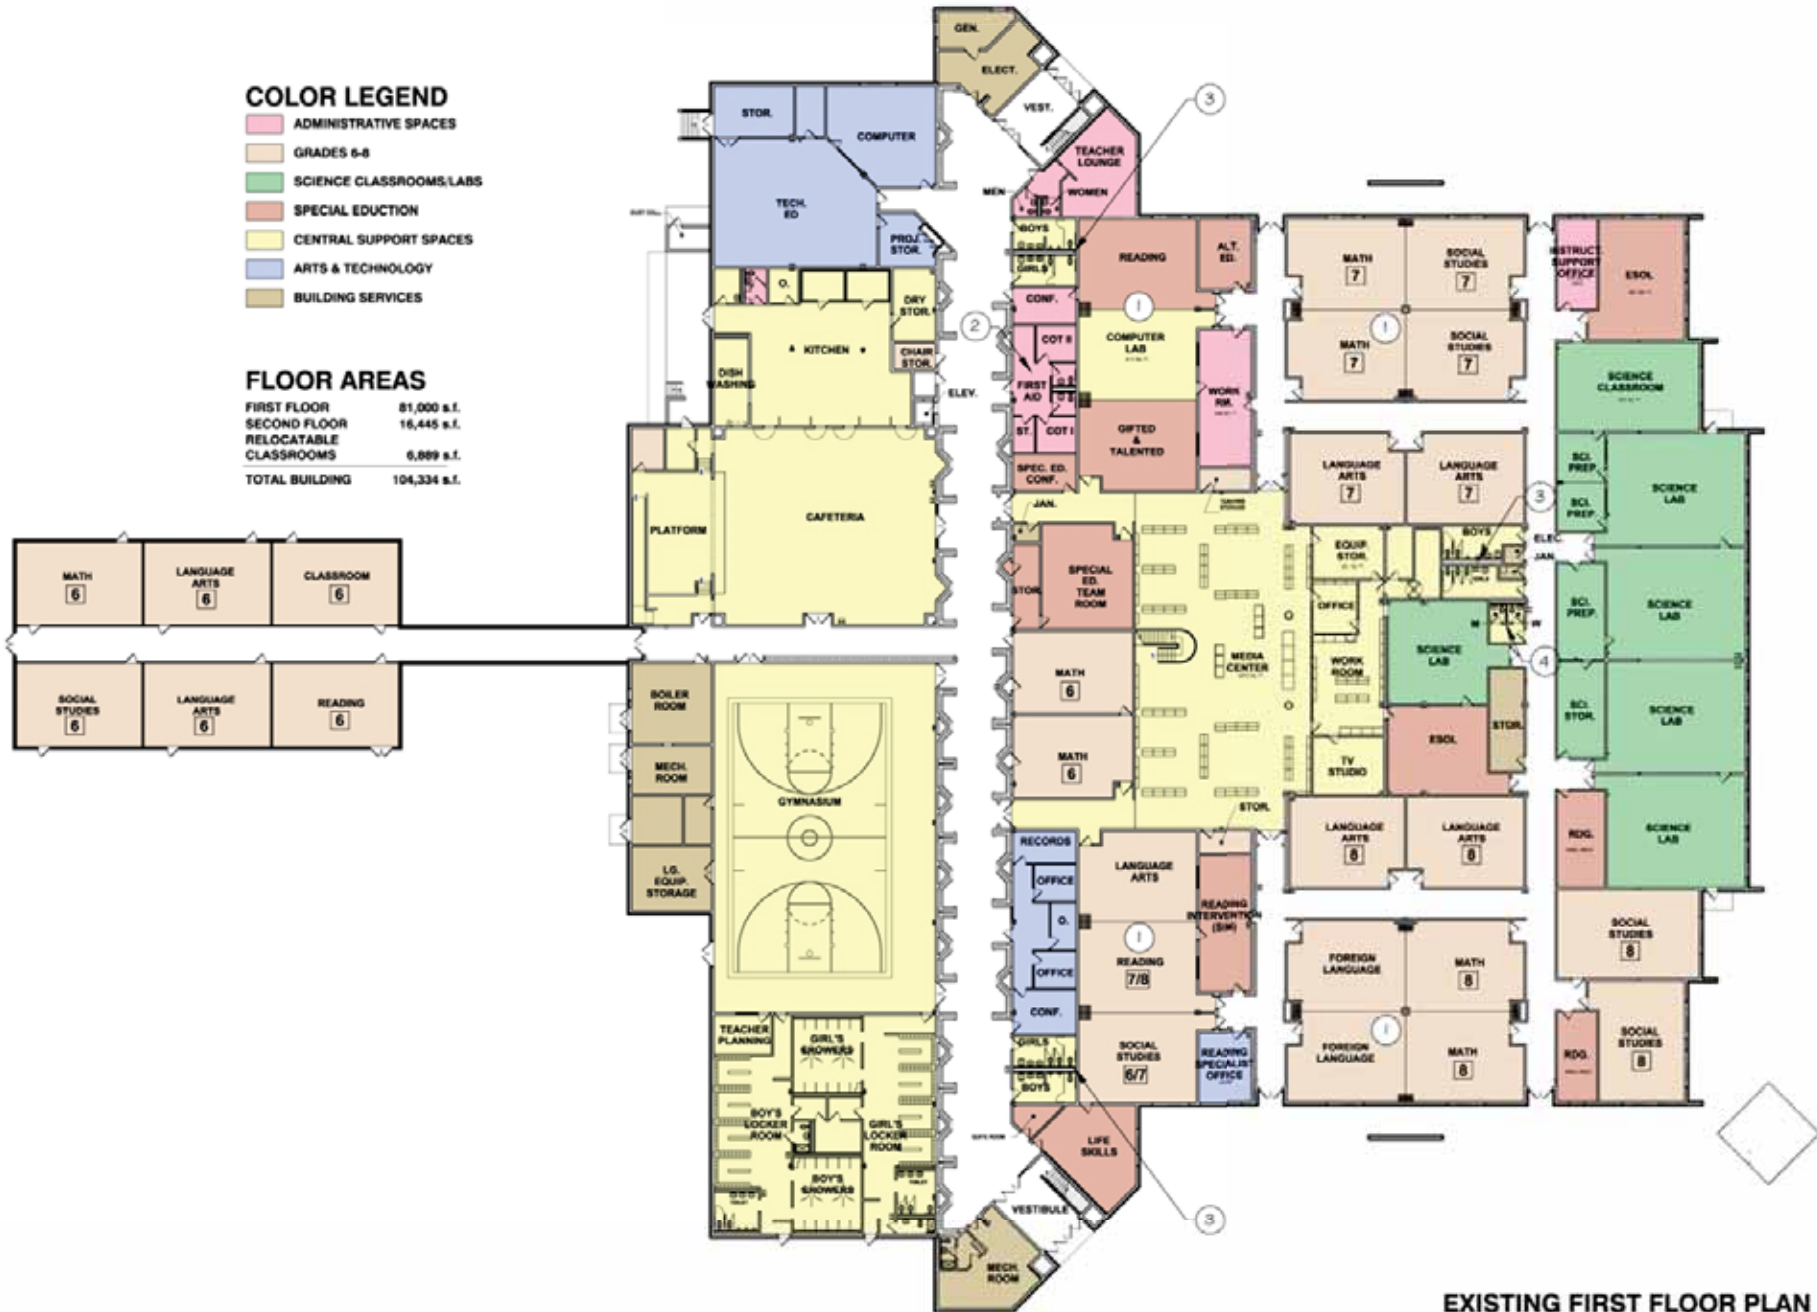 COLOR LEGEND
ADMINISTRATIVE SPACES
GRADES 6-8
SCIENCE CLASSROOMS/LABS
SPECIAL EDUCTION
CENTRAL SUPPORT SPACES
ARTS & TECHNOLOGY
BUILDING SERVICES
FLOOR AREAS
FIRST FLOOR 81,000 s.f.
SECOND FLOOR 16,445 s.f.
RELOCATABLE
CLASSROOMS 6,889 s.f.
TOTAL BUILDING 104,334 s.f.
MATH
6
LANGUAGE
ARTS
6
CLASSROOM
6
SOCIAL
STUDIES
6
LANGUAGE
ARTS
6
READING
6
GEN.
ELECT.
VEST.
STOR.
COMPUTER
TECH.
ED
PROJ.
STOR.
O.
DRY
STOR.
KITCHEN
CHAIR
STOR.
DISH
WASHING
ELEV.
PLATFORM
CAFETERIA
BOILER
ROOM
MECH.
ROOM
LG.
EQUIP.
STORAGE
GYMNASIUM
TEACHER
PLANNING
GIRL'S
SHOWERS
BOY'S
LOCKER
ROOM
GIRL'S
LOCKER
ROOM
BOY'S
SHOWERS
TOILET
TOILET
TEACHER
LOUNGE
MEN
WOMEN
3
BOYS
GIRLS
READING
ALT.
ED.
CONF.
1
2
COT II
COMPUTER
LAB
FIRST
AID
WORK
RM.
ST.
COT I
GIFTED
&
TALENTED
SPEC. ED.
CONF.
JAN.
STOR.
SPECIAL
ED.
TEAM
ROOM
MATH
6
MATH
6
MEDIA
CENTER
EQUIP.
STOR.
OFFICE
WORK
ROOM
TV
STUDIO
STOR.
RECORDS
OFFICE
O.
OFFICE
CONF.
GIRLS
BOYS
LANGUAGE
ARTS
1
READING
7/8
SOCIAL
STUDIES
6/7
READING
INTERVENTION
(SIM)
READING
SPECIALIST
OFFICE
LIFE
SKILLS
VESTIBULE
3
MECH.
ROOM
MATH
7
SOCIAL
STUDIES
7
1
MATH
7
SOCIAL
STUDIES
7
LANGUAGE
ARTS
7
LANGUAGE
ARTS
7
3
BOYS
ELEC.
JAN.
SCIENCE
LAB
M
W
4
ESOL
STOR.
LANGUAGE
ARTS
8
LANGUAGE
ARTS
8
FOREIGN
LANGUAGE
MATH
8
1
FOREIGN
LANGUAGE
MATH
8
INSTRUCT.
SUPPORT
OFFICE
ESOL
SCIENCE
CLASSROOM
SCI.
PREP.
SCI.
PREP.
SCIENCE
LAB
SCI.
PREP.
SCIENCE
LAB
SCI.
STOR.
SCIENCE
LAB
RDG.
SCIENCE
LAB
SOCIAL
STUDIES
8
RDG.
SOCIAL
STUDIES
8
EXISTING FIRST FLOOR PLAN